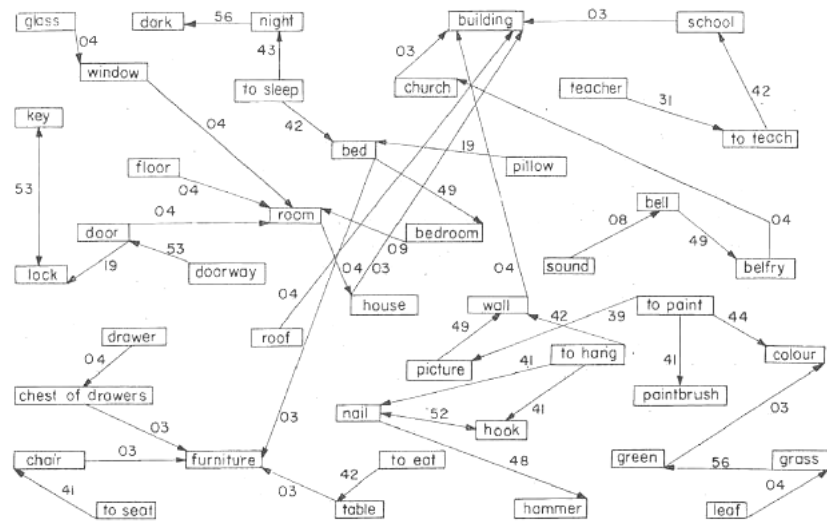 glass
dark
56
night
building
03
school
04
window
43
03
church
teacher
42
to sleep
key
04
42
31
to teach
bed
19
pillow
floor
53
04
49
room
door
04
bedroom
bell
08
49
04
53
09
lock
19
doorway
04
03
sound
belfry
04
house
04
wall
to paint
roof
42
39
44
drawer
49
colour
04
picture
41
to hang
41
chest of drawers
paintbrush
03
nail
52
41
hook
03
03
chair
03
furniture
to eat
48
green
56
grass
41
42
04
to seat
03
table
hammer
leaf